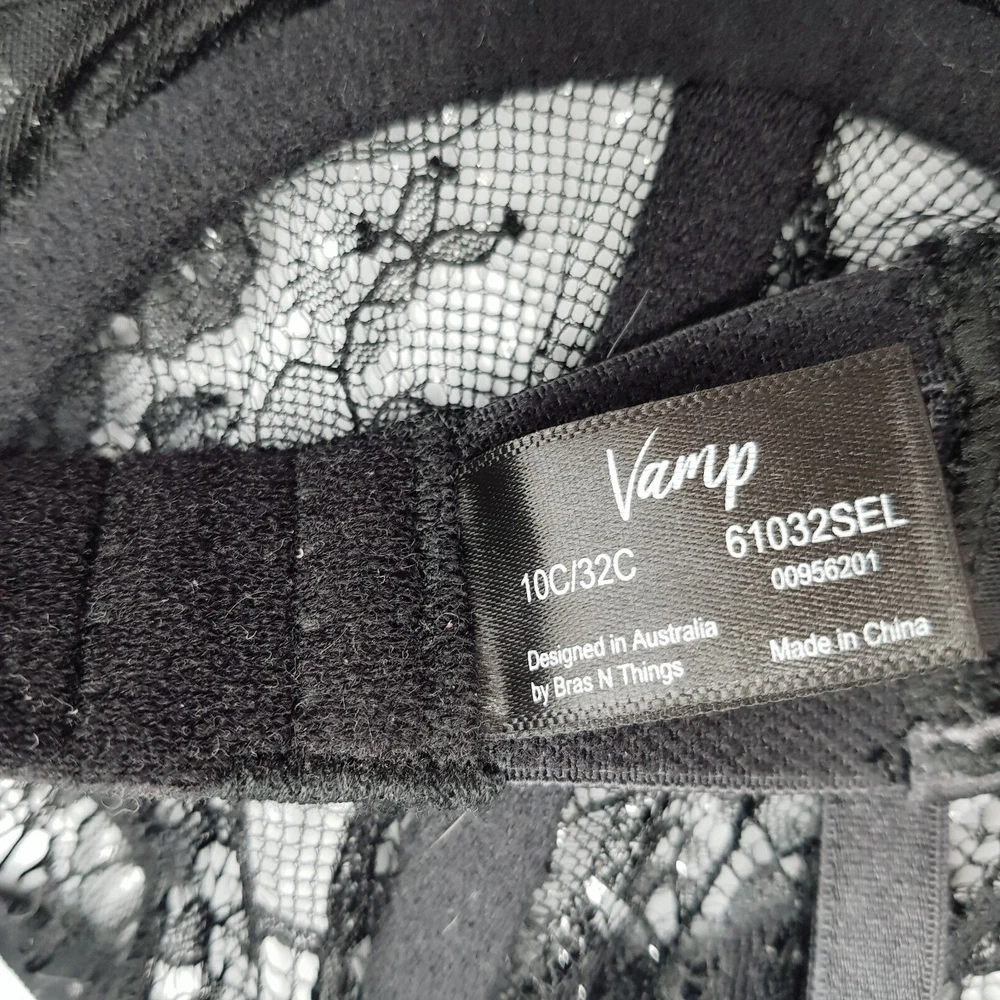 Vamp
61032SEL
10C/32C
00956201
Designed in Australia
by Bras N Things
Made in China